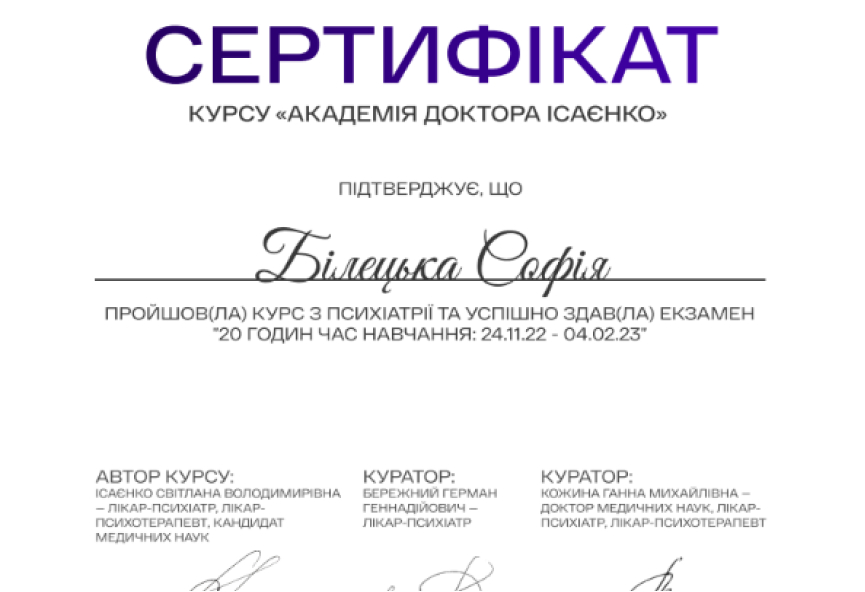 СЕРТИФІКАТ
КУРСУ «АКАДЕМІЯ ДОКТОРА ІСАЄНКО»
ПІДТВЕРДЖУЄ, ЩО
Білецька Софія
ПРОЙШОВ(ЛА) КУРС З ПСИХІАТРІЇ ТА УСПІШНО ЗДАВ(ЛА) ЕКЗАМЕН
"20 ГОДИН ЧАС НАВЧАННЯ: 24.11.22 - 04.02.23"
АВТОР КУРСУ:
ІСАЄНКО СВІТЛАНА ВОЛОДИМИРІВНА
– ЛІКАР-ПСИХІАТР, ЛІКАР-
ПСИХОТЕРАПЕВТ, КАНДИДАТ
МЕДИЧНИХ НАУК
КУРАТОР:
БЕРЕЖНИЙ ГЕРМАН
ГЕННАДІЙОВИЧ –
ЛІКАР-ПСИХІАТР
КУРАТОР:
КОЖИНА ГАННА МИХАЙЛІВНА –
ДОКТОР МЕДИЧНИХ НАУК, ЛІКАР-
ПСИХІАТР, ЛІКАР-ПСИХОТЕРАПЕВТ